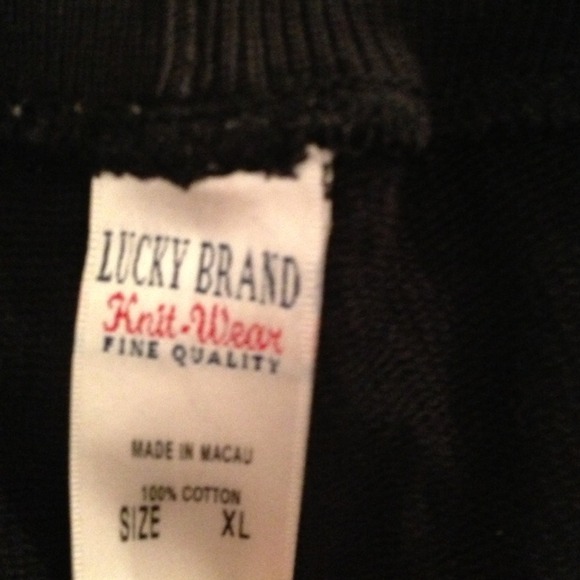 LUCKY BRAND
Knit-Wear
FINE QUALITY
MADE IN MACAU
100% COTTON
SIZE XL